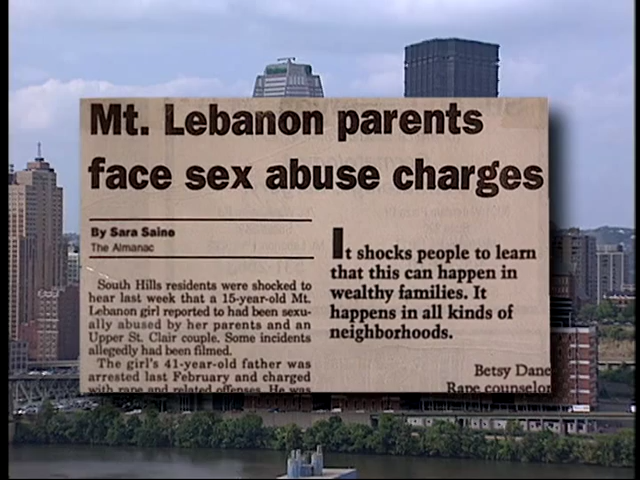 Mt. Lebanon parents
face sex abuse charges
By Sara Saino
The Almanac
South Hills residents were shocked to
hear last week that a 15-year-old Mt.
Lebanon girl reported to had been sexu-
ally abused by her parents and an
Upper St. Clair couple. Some incidents
allegedly had been filmed.
The girl's 41-year-old father was
arrested last February and charged
with rape and related offenses. He was
It shocks people to learn
that this can happen in
wealthy families. It
happens in all kinds of
neighborhoods.
Betsy Dane
Rape counselor